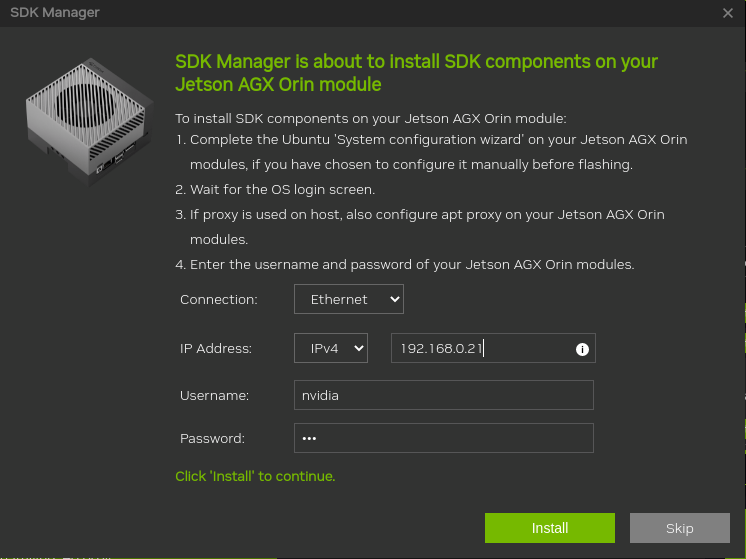 SDK Manager
SDK Manager is about to install SDK components on your
Jetson AGX Orin module
To install SDK components on your Jetson AGX Orin module:
1. Complete the Ubuntu 'System configuration wizard' on your Jetson AGX Orin
modules, if you have chosen to configure it manually before flashing.
2. Wait for the OS login screen.
3. If proxy is used on host, also configure apt proxy on your Jetson AGX Orin
modules.
4. Enter the username and password of your Jetson AGX Orin modules.
Connection: Ethernet
IP Address: IPv4 192.168.0.21
Username: nvidia
Password: •••
Click 'Install' to continue.
Install Skip